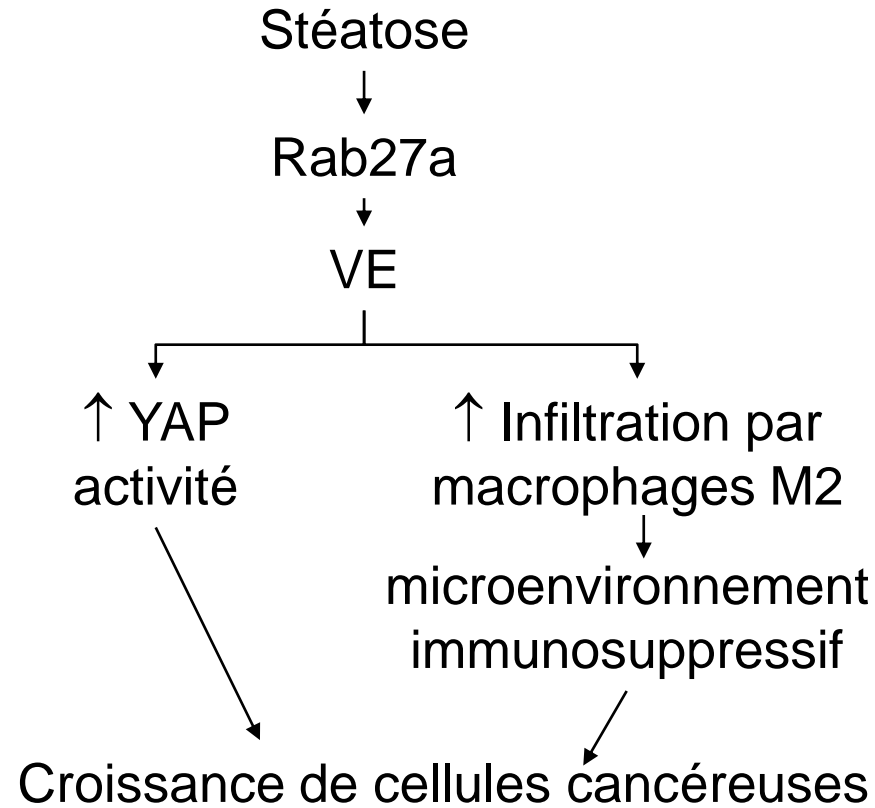 Stéatose
Rab27a
VE
↑ YAP
activité
↑ Infiltration par
macrophages M2
microenvironnement
immunosuppressif
Croissance de cellules cancéreuses